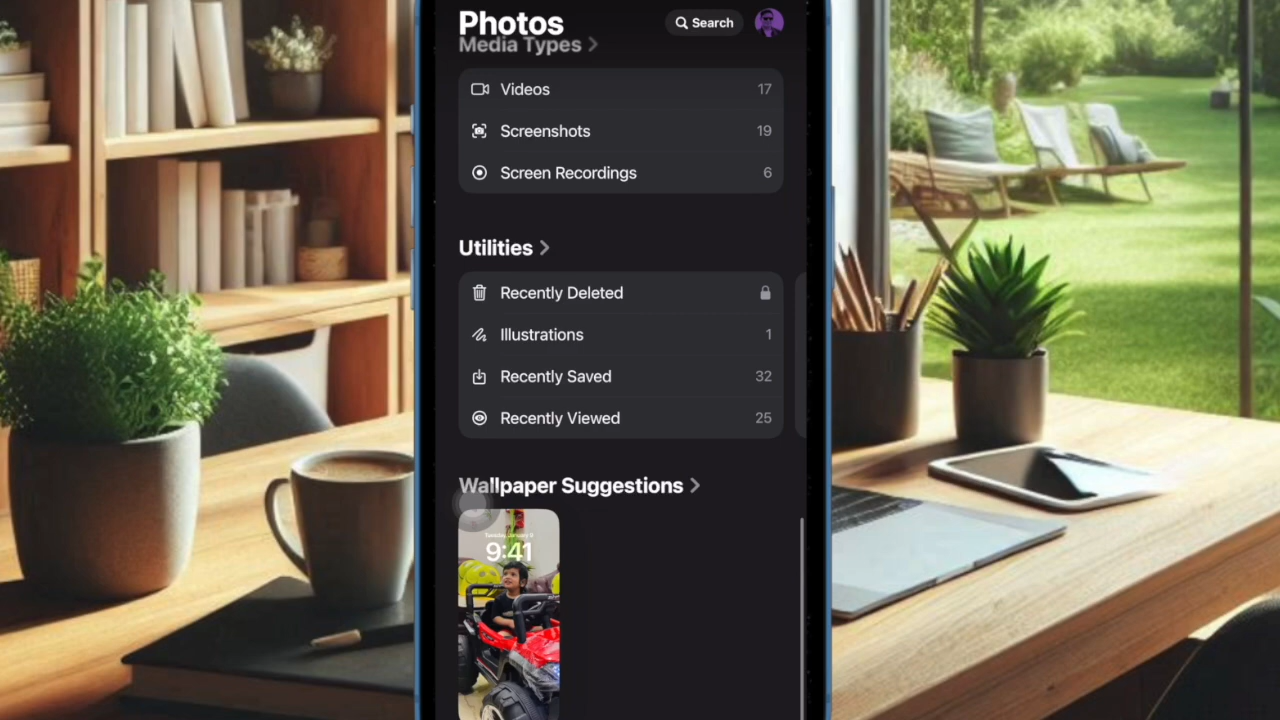 Photos
Search
Media Types
Videos 17
Screenshots 19
Screen Recordings 6
Utilities
Recently Deleted
Illustrations 1
Recently Saved 32
Recently Viewed 25
Wallpaper Suggestions
9:41